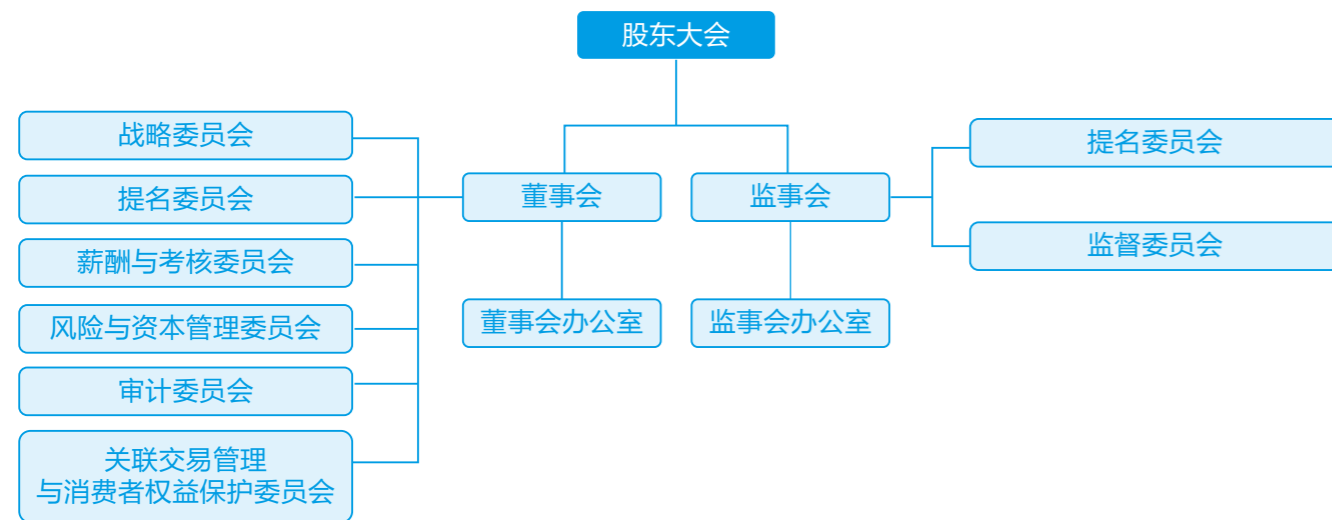 股东大会
战略委员会
提名委员会
薪酬与考核委员会
风险与资本管理委员会
审计委员会
关联交易管理
与消费者权益保护委员会
董事会
监事会
董事会办公室
监事会办公室
提名委员会
监督委员会